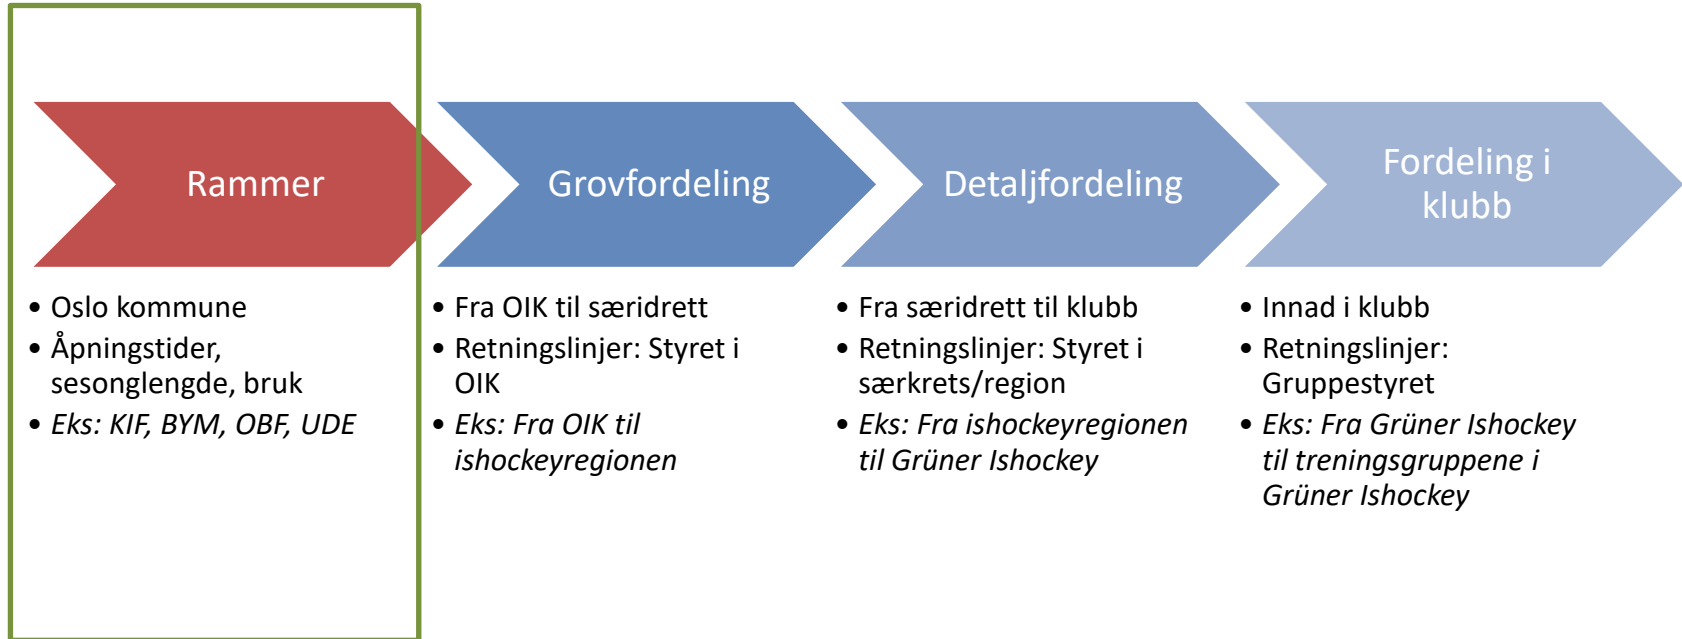 Rammer
• Oslo kommune
• Åpningstider,
sesonglengde, bruk
• Eks: KIF, BYM, OBF, UDE
Grovfordeling
• Fra OIK til særidrett
• Retningslinjer: Styret i
OIK
• Eks: Fra OIK til
ishockeyregionen
Detaljfordeling
• Fra særidrett til klubb
• Retningslinjer: Styret i
særkrets/region
• Eks: Fra ishockeyregionen
til Grüner Ishockey
Fordeling i
klubb
• Innad i klubb
• Retningslinjer:
Gruppestyret
• Eks: Fra Grüner Ishockey
til treningsgruppene i
Grüner Ishockey